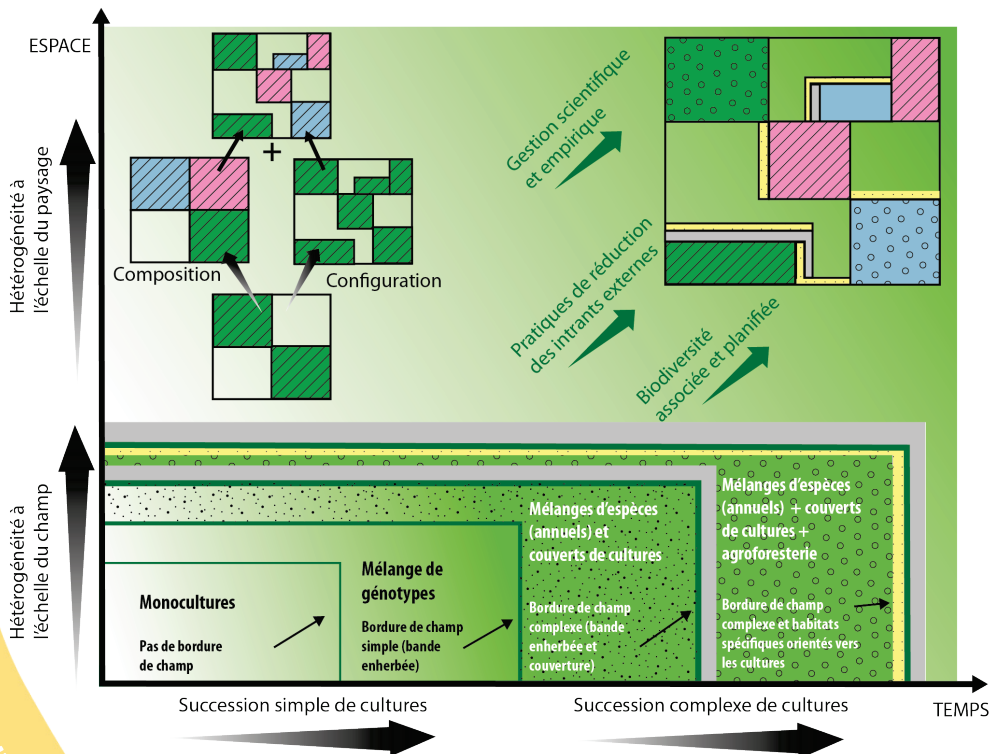 ESPACE
Hétérogénéité à
l'échelle du paysage
+
Composition
Configuration
Gestion scientifique
et empirique
Pratiques de réduction
des intrants externes
Biodiversité
associée et planifiée
Hétérogénéité à
l'échelle du champ
Monocultures
Pas de bordure
de champ
Mélange de
génotypes
Bordure de champ
simple (bande
enherbée)
Mélanges d'espèces
(annuels) et
couverts de cultures
Bordure de champ
complexe (bande
enherbée et
couverture)
Mélanges d'espèces
(annuels) + couverts
de cultures +
agroforesterie
Bordure de champ
complexe et habitats
spécifiques orientés vers
les cultures
Succession simple de cultures
Succession complexe de cultures
TEMPS